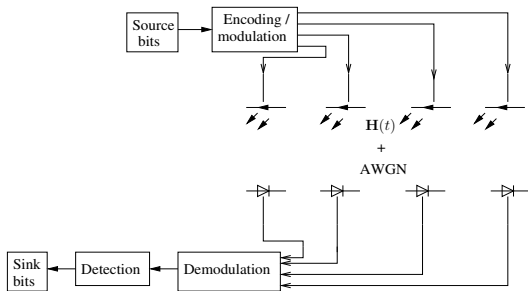 Source
bits
Encoding /
modulation
H(t)
+
AWGN
Sink
bits
Detection
Demodulation